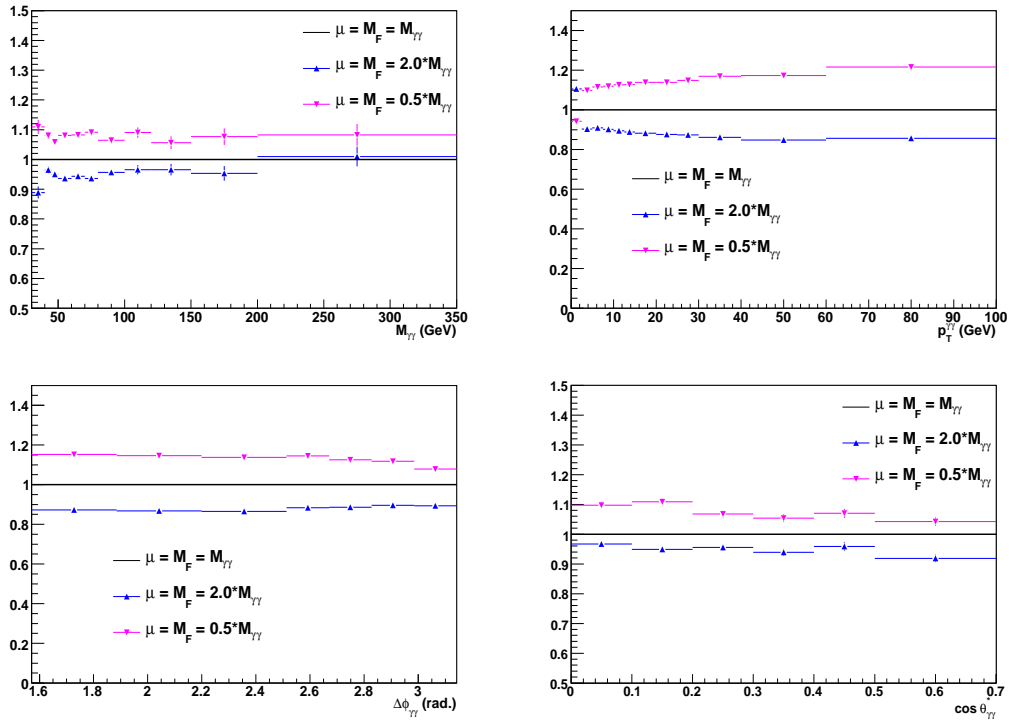 1.5
1.4
1.3
1.2
1.1
1
0.9
0.8
0.7
0.6
0.5
μ = M_F = M_γγ
μ = M_F = 2.0*M_γγ
μ = M_F = 0.5*M_γγ
50 100 150 200 250 300 350
M_γγ (GeV)
1.4
1.2
1
0.8
0.6
0.4
0.2
0
μ = M_F = M_γγ
μ = M_F = 2.0*M_γγ
μ = M_F = 0.5*M_γγ
0 10 20 30 40 50 60 70 80 90 100
p_T^γγ (GeV)
1.4
1.2
1
0.8
0.6
0.4
0.2
0
μ = M_F = M_γγ
μ = M_F = 2.0*M_γγ
μ = M_F = 0.5*M_γγ
1.6 1.8 2 2.2 2.4 2.6 2.8 3
Δϕ_γγ (rad.)
1.5
1.4
1.3
1.2
1.1
1
0.9
0.8
0.7
0.6
0.5
μ = M_F = M_γγ
μ = M_F = 2.0*M_γγ
μ = M_F = 0.5*M_γγ
0 0.1 0.2 0.3 0.4 0.5 0.6 0.7
cos θ*_γγ